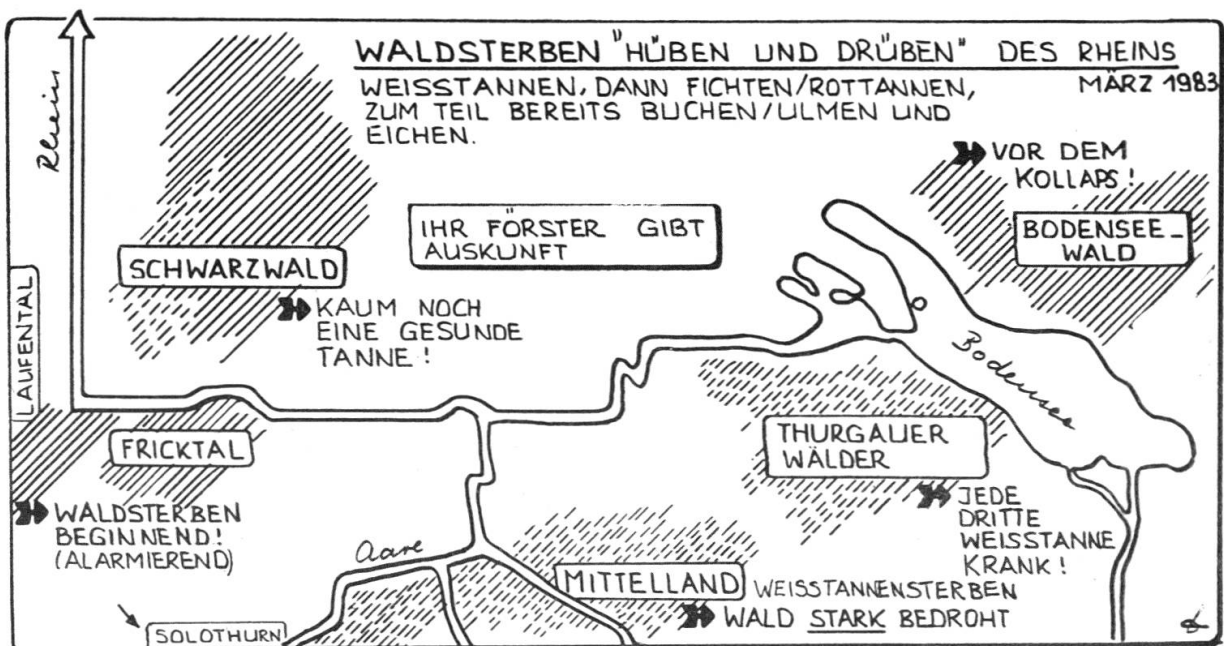 WALDSTERBEN "HÜBEN UND DRÜBEN" DES RHEINS
MÄRZ 1983
WEISSTANNEN, DANN FICHTEN/ROTTANNEN,
ZUM TEIL BEREITS BUCHEN/ULMEN UND
EICHEN.
Rhein
VOR DEM
KOLLAPS!
BODENSEE-
WALD
IHR FÖRSTER GIBT
AUSKUNFT
SCHWARZWALD
KAUM NOCH
EINE GESUNDE
TANNE!
LAUFENTAL
Bodensee
FRICKTAL
THURGAUER
WÄLDER
WALDSTERBEN
BEGINNEND!
(ALARMIEREND)
JEDE
DRITTE
WEISSTANNE
KRANK!
Aare
MITTELLAND WEISSTANNENSTERBEN
WALD STARK BEDROHT
SOLOTHURN